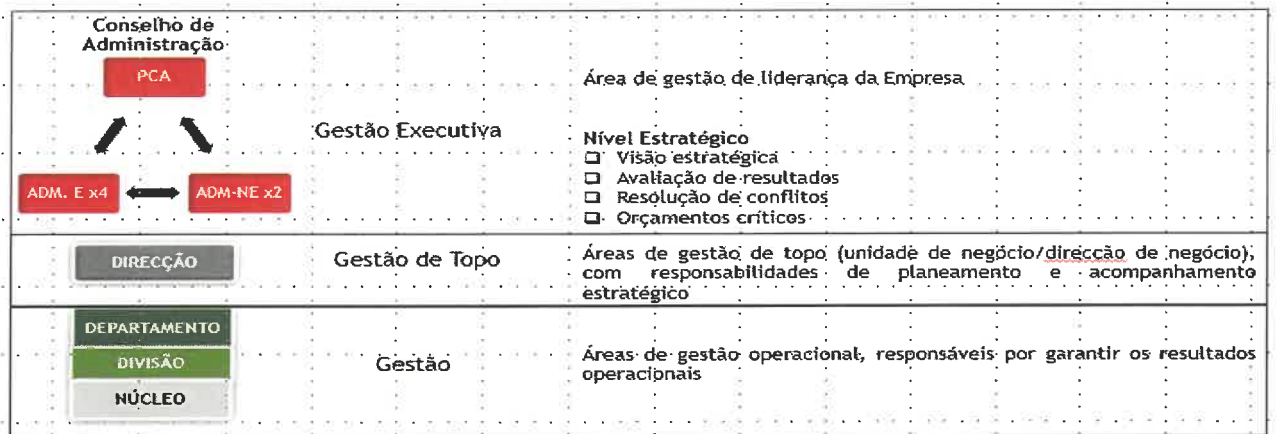 Conselho de
Administração
PCA
ADM. E x4
ADM-NE x2
Gestão Executiva
Área de gestão de liderança da Empresa
Nível Estratégico
❑ Visão estratégica
❑ Avaliação de resultados
❑ Resolução de conflitos
❑ Orçamentos críticos
DIRECÇÃO
Gestão de Topo
Áreas de gestão de topo (unidade de negócio/direcção de negócio),
com responsabilidades de planeamento e acompanhamento
estratégico
DEPARTAMENTO
DIVISÃO
NÚCLEO
Gestão
Áreas de gestão operacional, responsáveis por garantir os resultados
operacionais